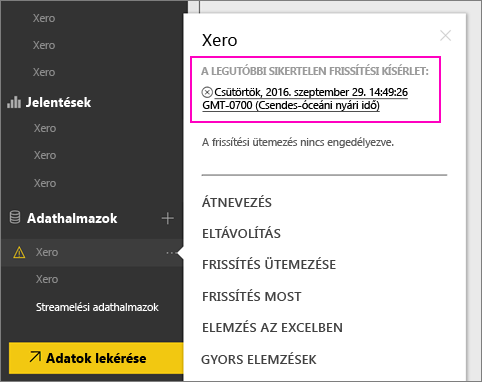 Xero
Xero
Xero
Jelentések
Xero
Xero
Xero
Adathalmazok
Xero
Xero
Streamelési adathalmazok
Adatok lekérése
Xero
A LEGUTÓBBI SIKERTELEN FRISSÍTÉSI KÍSÉRLET:
Csütörtök, 2016. szeptember 29. 14:49:26
GMT-0700 (Csendes-óceáni nyári idő)
A frissítési ütemezés nincs engedélyezve.
ÁTNEVEZÉS
ELTÁVOLÍTÁS
FRISSÍTÉS ÜTEMEZÉSE
FRISSÍTÉS MOST
ELEMZÉS AZ EXCELBEN
GYORS ELEMZÉSEK